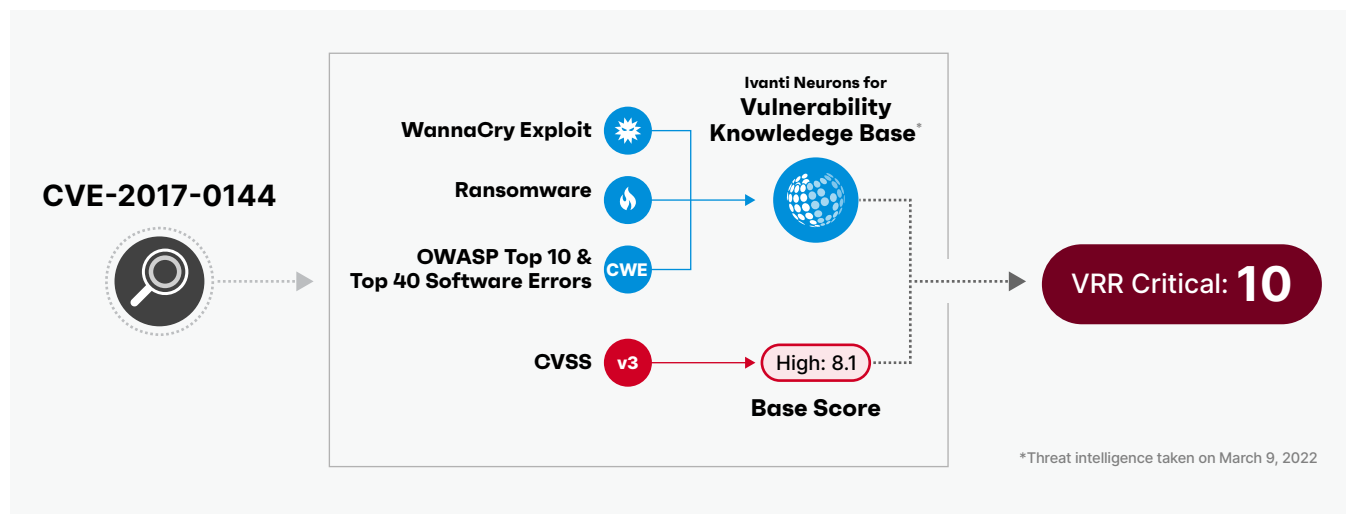 CVE-2017-0144
WannaCry Exploit
Ransomware
OWASP Top 10 &
Top 40 Software Errors
CWE
CVSS
v3
Ivanti Neurons for
Vulnerability
Knowledege Base*
High: 8.1
Base Score
VRR Critical: 10
*Threat intelligence taken on March 9, 2022